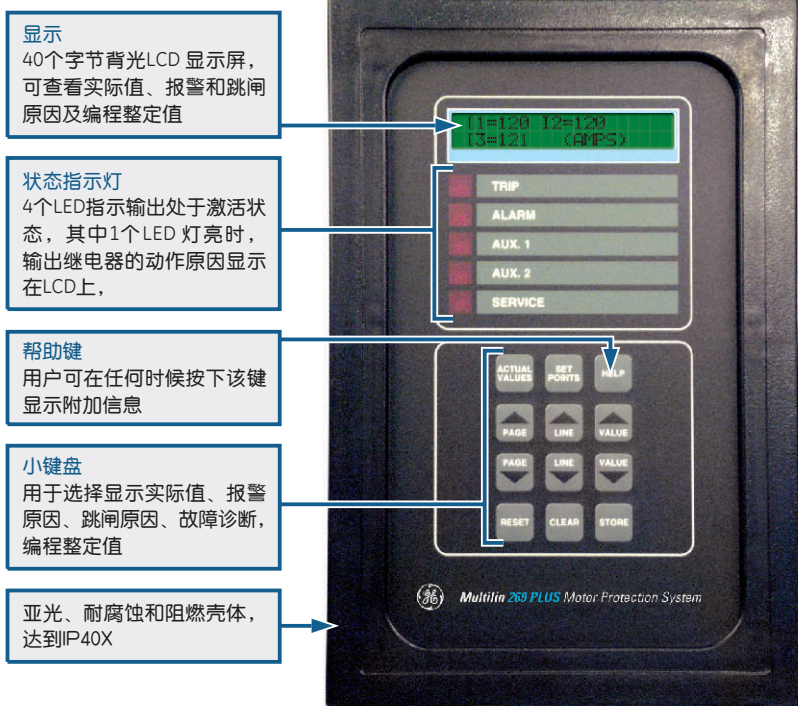 显示
40个字节背光LCD 显示屏，
可查看实际值、报警和跳闸
原因及编程整定值
状态指示灯
4个LED指示输出处于激活状
态，其中1个LED 灯亮时，
输出继电器的动作原因显示
在LCD上，
帮助键
用户可在任何时候按下该键
显示附加信息
小键盘
用于选择显示实际值、报警
原因、跳闸原因、故障诊断，
编程整定值
亚光、耐腐蚀和阻燃壳体，
达到IP40X
I1=120 I2=120
I3=121 (AMPS)
TRIP
ALARM
AUX. 1
AUX. 2
SERVICE
ACTUAL VALUES
SET POINTS
HELP
PAGE
LINE
VALUE
PAGE
LINE
VALUE
RESET
CLEAR
STORE
GE
Multilin 269 PLUS Motor Protection System